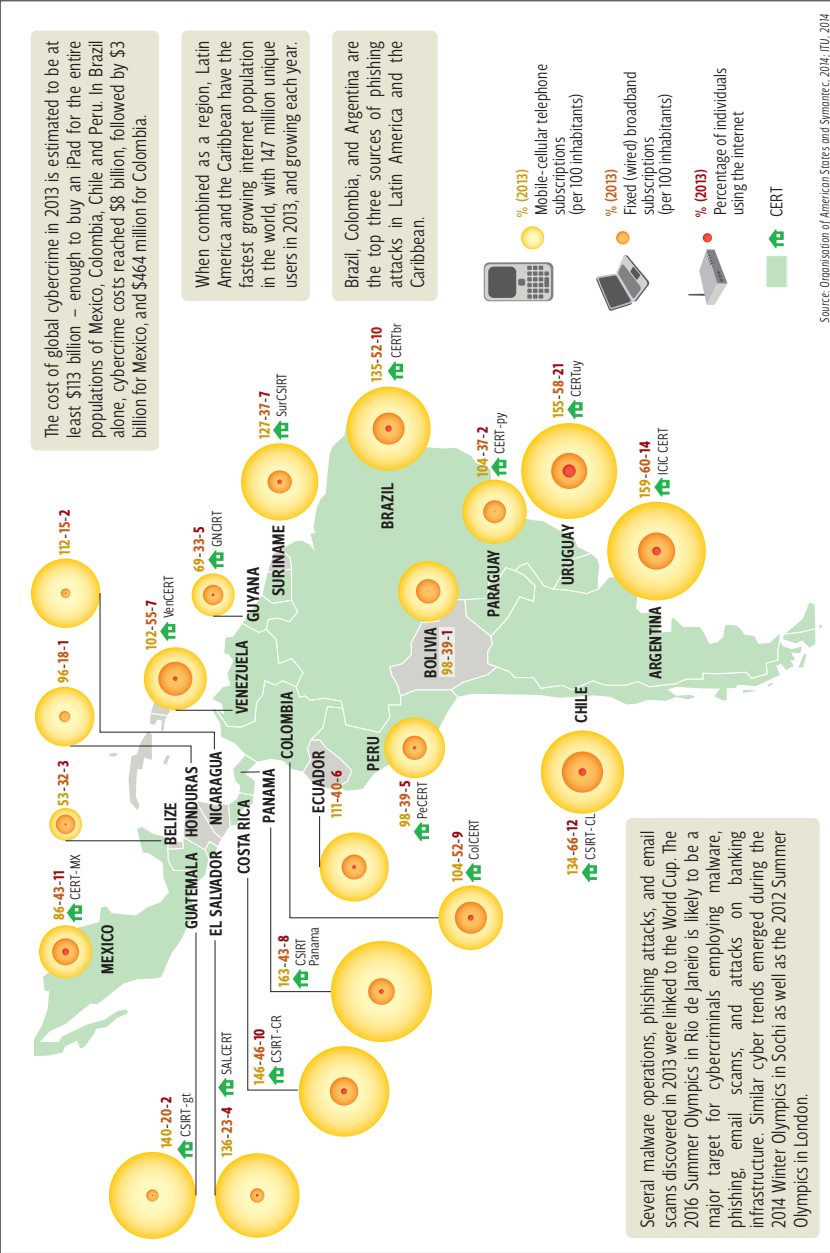 The cost of global cybercrime in 2013 is estimated to be at
least $113 billion – enough to buy an iPad for the entire
populations of Mexico, Colombia, Chile and Peru. In Brazil
alone, cybercrime costs reached $8 billion, followed by $3
billion for Mexico, and $464 million for Colombia.
When combined as a region, Latin
America and the Caribbean have the
fastest growing internet population
in the world, with 147 million unique
users in 2013, and growing each year.
Brazil, Colombia, and Argentina are
the top three sources of phishing
attacks in Latin America and the
Caribbean.
% (2013)
Mobile-cellular telephone
subscriptions
(per 100 inhabitants)
% (2013)
Fixed (wired) broadband
subscriptions
(per 100 inhabitants)
% (2013)
Percentage of individuals
using the internet
CERT
86-43-11
CERT-MX
MEXICO
53-32-3
BELIZE
96-18-1
HONDURAS
112-15-2
NICARAGUA
102-55-7
VenCERT
VENEZUELA
69-33-5
GNCIRT
GUYANA
127-37-7
SurCSIRT
SURINAME
135-52-10
CERTbr
BRAZIL
104-37-2
CERT-py
PARAGUAY
155-58-21
CERTuy
URUGUAY
159-60-14
ICIC CERT
ARGENTINA
BOLIVIA
98-39-1
CHILE
134-66-12
CSIRT-CL
PERU
98-39-5
PeCERT
ECUADOR
111-40-6
COLOMBIA
104-52-9
ColCERT
PANAMA
163-43-8
CSIRT
Panama
COSTA RICA
146-46-10
CSIRT-CR
EL SALVADOR
136-23-4
SALCERT
GUATEMALA
140-20-2
CSIRT-gt
Several malware operations, phishing attacks, and email
scams discovered in 2013 were linked to the World Cup. The
2016 Summer Olympics in Rio de Janeiro is likely to be a
major target for cybercriminals employing malware,
phishing, email scams, and attacks on banking
infrastructure. Similar cyber trends emerged during the
2014 Winter Olympics in Sochi as well as the 2012 Summer
Olympics in London.
Source: Organisation of American States and Symantec, 2014; ITU, 2014